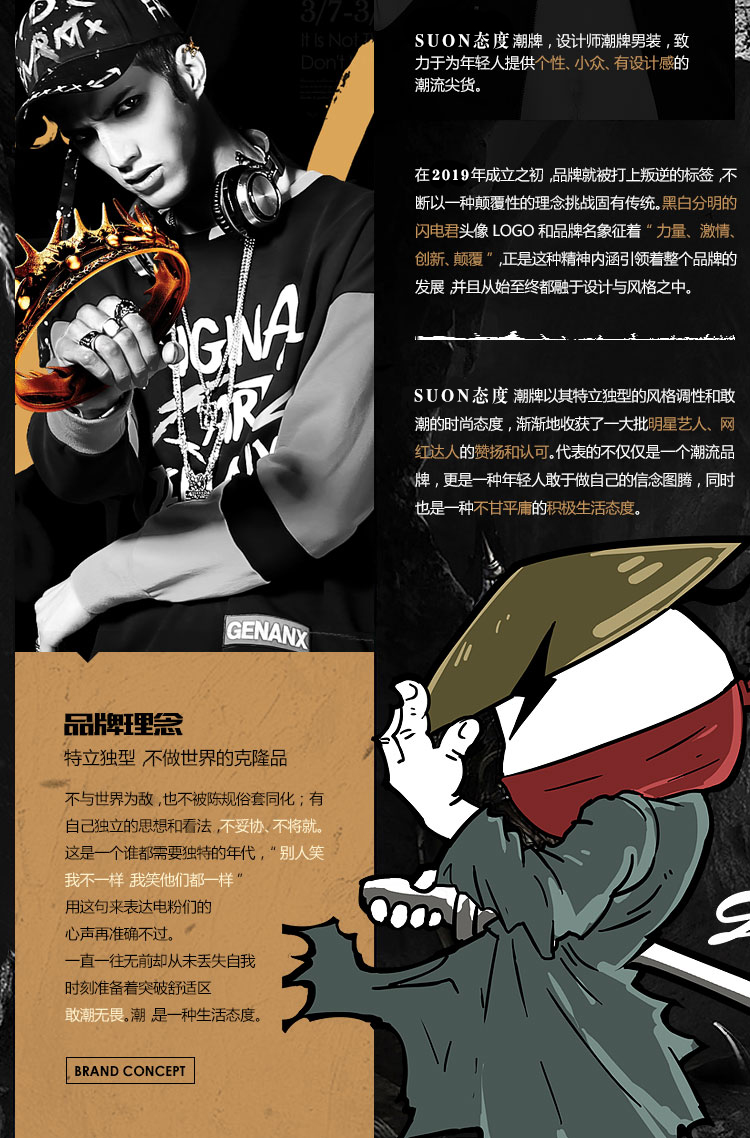 3/7-3/
It Is Not
Don't
SUON态度潮牌，设计师潮牌男装，致
力于为年轻人提供个性、小众、有设计感的
潮流尖货。
在2019年成立之初,品牌就被打上叛逆的标签,不
断以一种颠覆性的理念挑战固有传统。黑白分明的
闪电君头像 LOGO 和品牌名象征着“力量、激情、
创新、颠覆”,正是这种精神内涵引领着整个品牌的
发展,并且从始至终都融于设计与风格之中。
SUON态度 潮牌以其特立独型的风格调性和敢
潮的时尚态度，渐渐地收获了一大批明星艺人、网
红达人的赞扬和认可。代表的不仅仅是一个潮流品
牌，更是一种年轻人敢于做自己的信念图腾，同时
也是一种不甘平庸的积极生活态度。
GENANX
品牌理念
特立独型,不做世界的克隆品
不与世界为敌,也不被陈规俗套同化；有
自己独立的思想和看法,不妥协、不将就。
这是一个谁都需要独特的年代,“别人笑
我不一样,我笑他们都一样”
用这句来表达电粉们的
心声再准确不过。
一直一往无前却从未丢失自我
时刻准备着突破舒适区
敢潮无畏。潮,是一种生活态度。
BRAND CONCEPT